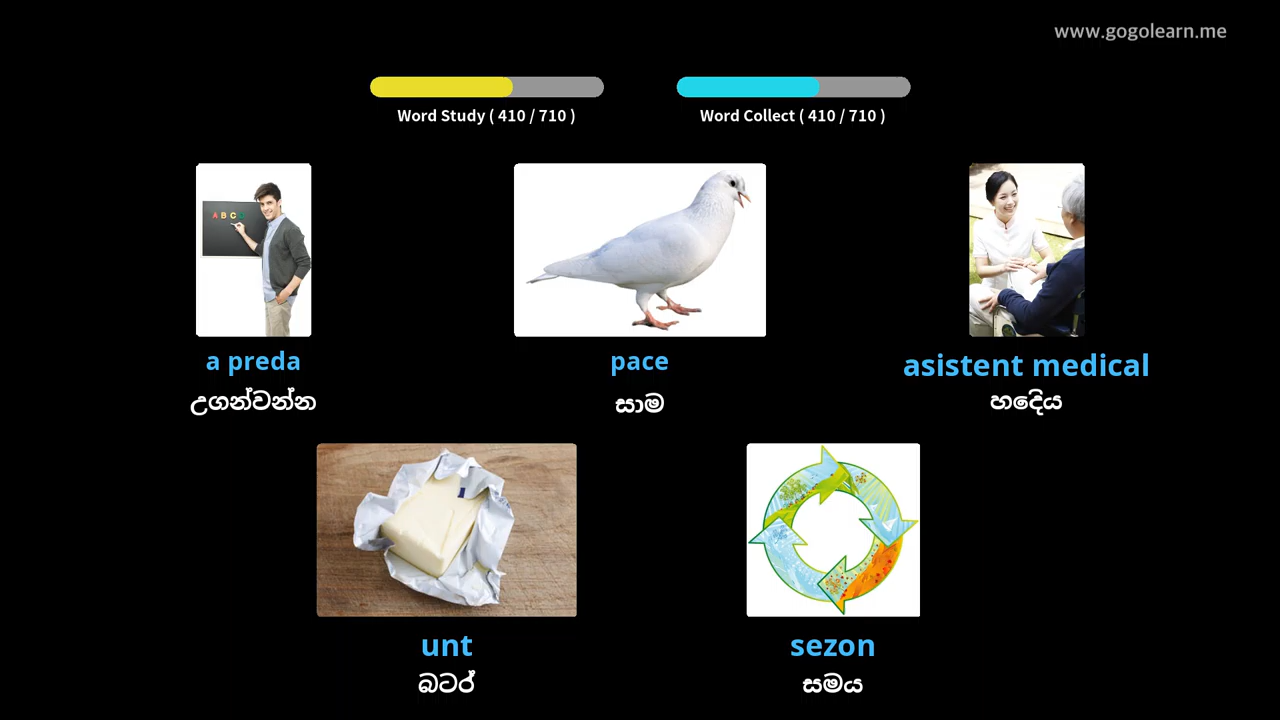 www.gogolearn.me
Word Study ( 410 / 710 )
Word Collect ( 410 / 710 )
A B C D
a preda
උගන්වන්න
pace
සාම
asistent medical
හදෙිය
unt
බටර්
sezon
සමය